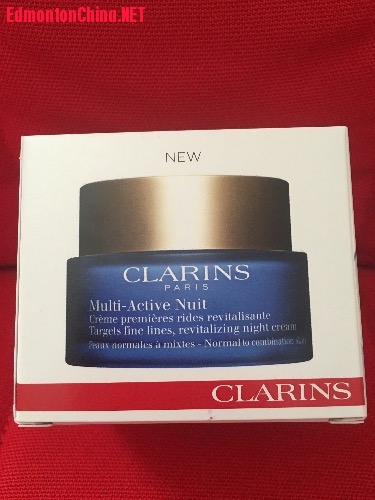 EdmontonChina.NET
NEW
CLARINS
PARIS
Multi-Active Nuit
Crème premières rides revitalisante
Targets fine lines, revitalizing night cream
Peaux normales à mixtes - Normal to combination skin
CLARINS